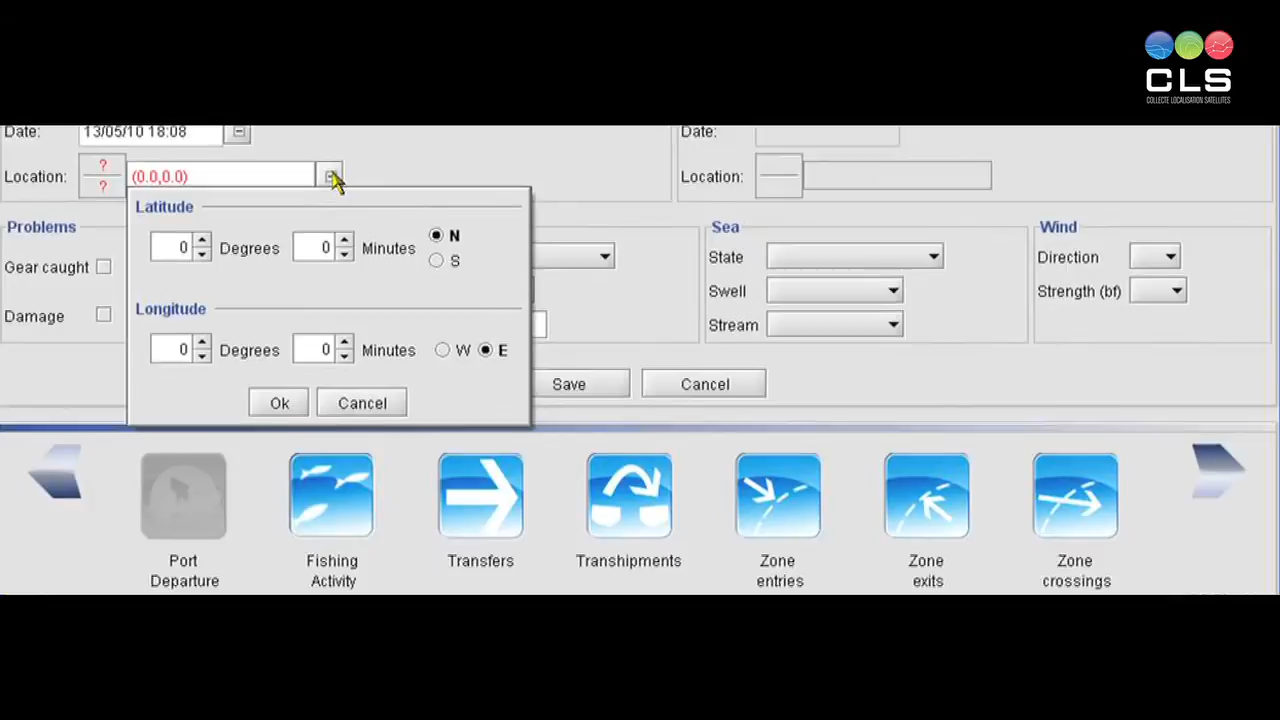 CLS
COLLECTE LOCALISATION SATELLITES
Date: 13/05/10 18:08 Date:
Location: ? (0.0,0.0) Location:
?
Latitude
Problems Sea Wind
0 Degrees 0 Minutes N
S
State Direction
Gear caught
Swell Strength (bf)
Longitude
Damage Stream
0 Degrees 0 Minutes W E
Save Cancel
Ok Cancel
Port Departure
Fishing Activity
Transfers
Transhipments
Zone entries
Zone exits
Zone crossings